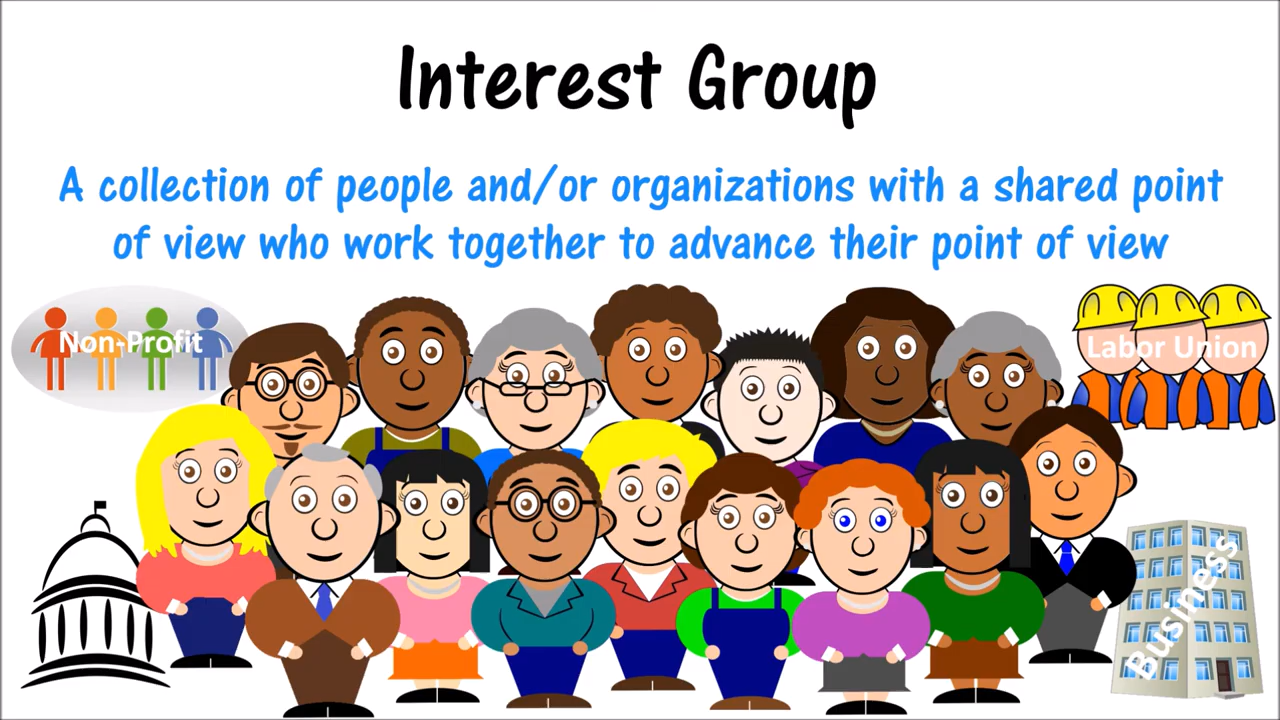 Interest Group
A collection of people and/or organizations with a shared point
of view who work together to advance their point of view
Non-Profit
Labor Union
Business